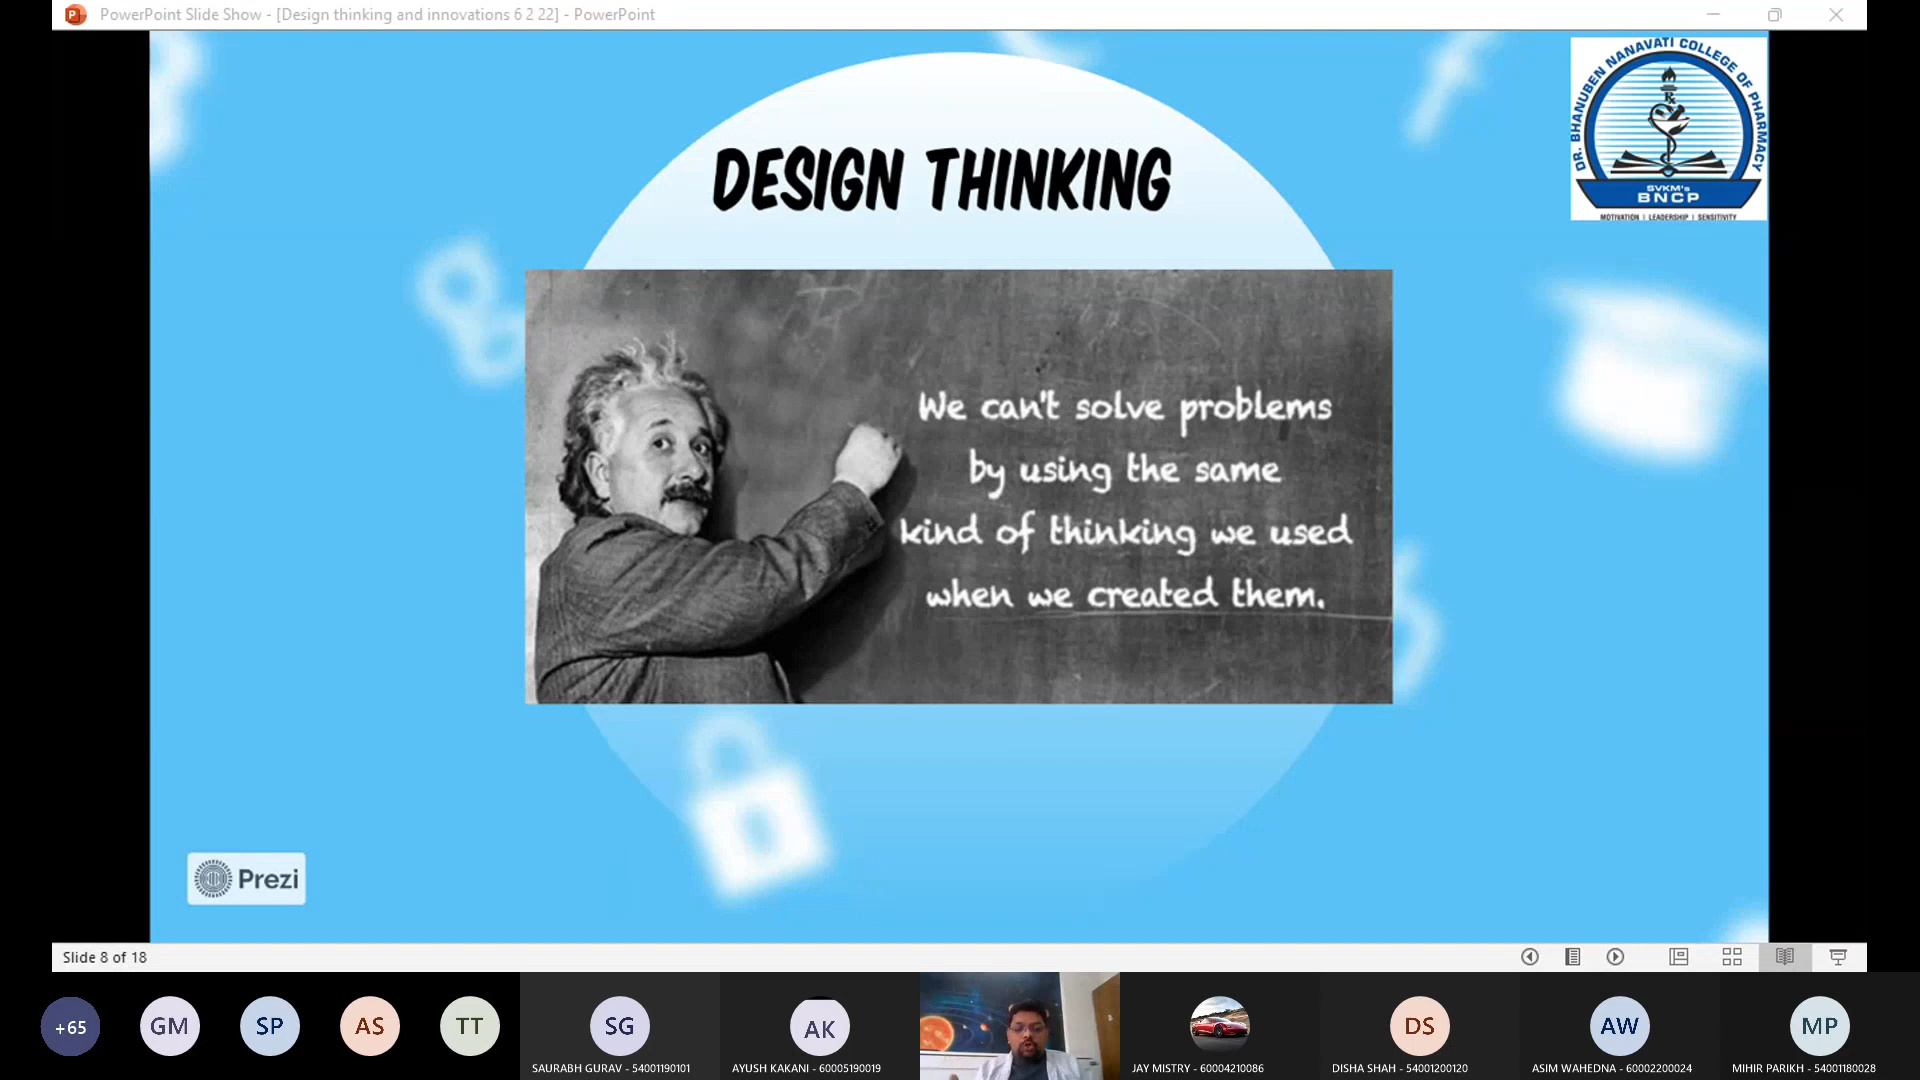 PowerPoint Slide Show - [Design thinking and innovations 6 2 22] - PowerPoint
DR. BHANUBEN NANAVATI COLLEGE OF PHARMACY
Rx
SVKM's
BNCP
MOTIVATION | LEADERSHIP | SENSITIVITY
DESIGN THINKING
We can't solve problems
by using the same
kind of thinking we used
when we created them.
Prezi
Slide 8 of 18
+65
GM
SP
AS
TT
SG
AK
DS
AW
MP
SAURABH GURAV - 54001190101
AYUSH KAKANI - 60005190019
JAY MISTRY - 60004210086
DISHA SHAH - 54001200120
ASIM WAHEDNA - 60002200024
MIHIR PARIKH - 54001180028